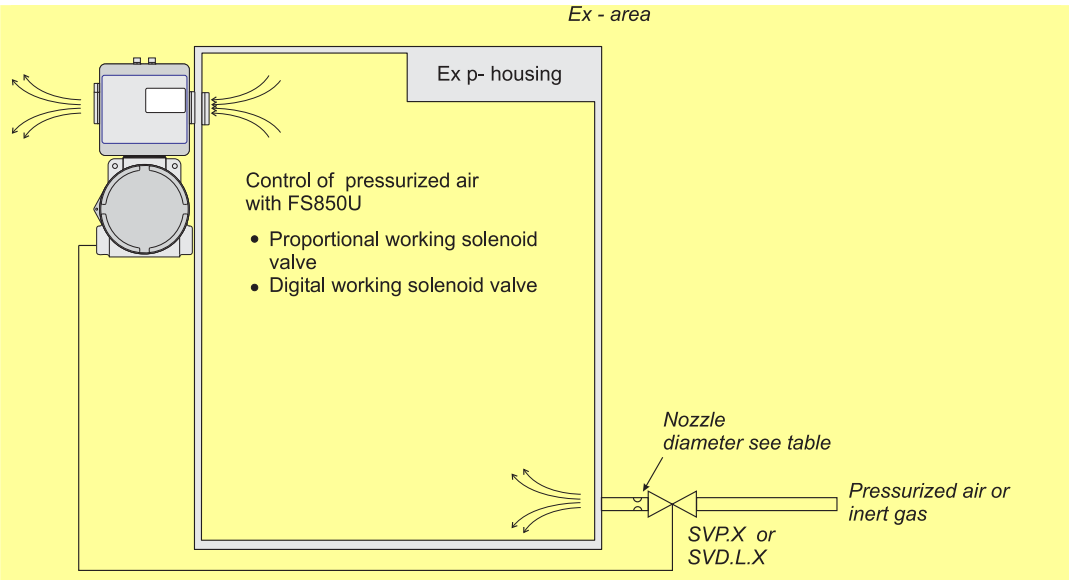 Ex - area
Ex p- housing
Control of pressurized air
with FS850U
• Proportional working solenoid
valve
• Digital working solenoid valve
Nozzle
diameter see table
Pressurized air or
inert gas
SVP.X or
SVD.L.X